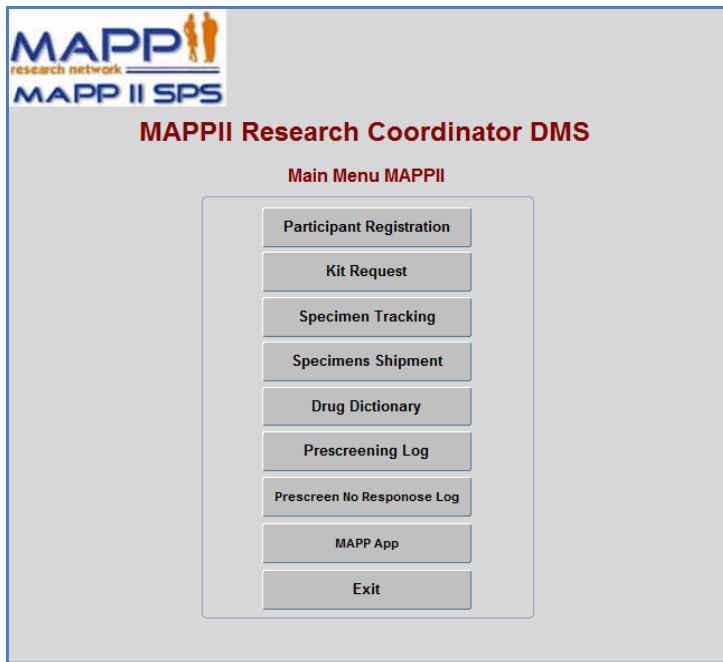 MAPP II
research network
MAPP II SPS
MAPPII Research Coordinator DMS
Main Menu MAPPII
Participant Registration
Kit Request
Specimen Tracking
Specimens Shipment
Drug Dictionary
Prescreening Log
Prescreen No Responose Log
MAPP App
Exit